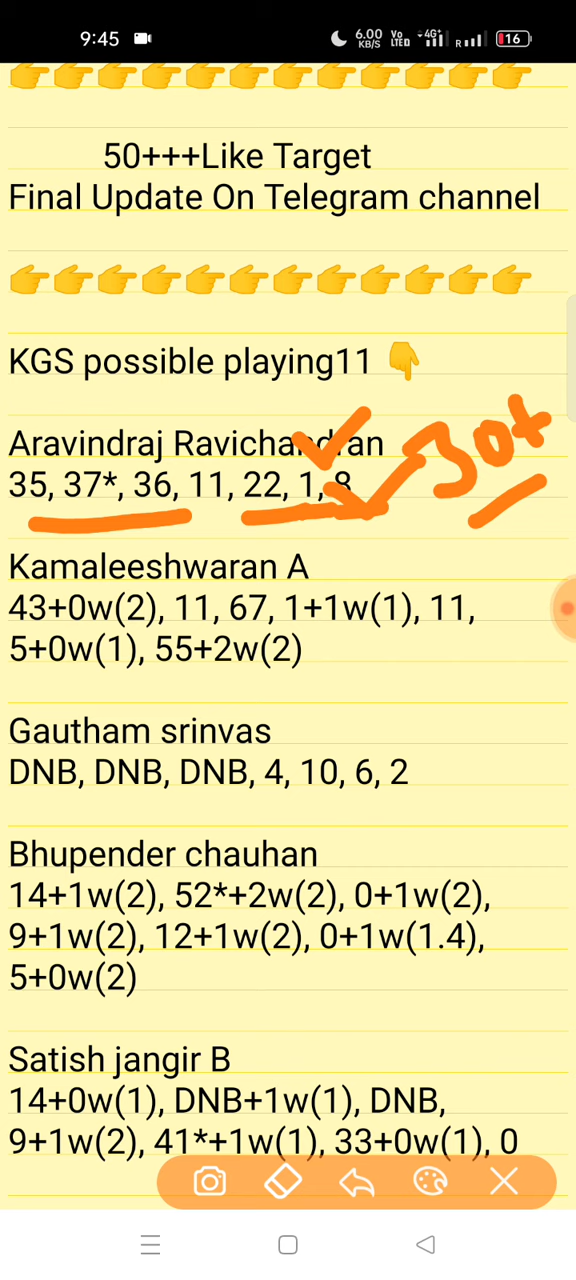 9:45
6.00 KB/S Vo LTED 4G R 16
50+++Like Target
Final Update On Telegram channel
KGS possible playing11 👇
Aravindraj Ravichandran
35, 37*, 36, 11, 22, 1, 8
30+
Kamaleeshwaran A
43+0w(2), 11, 67, 1+1w(1), 11,
5+0w(1), 55+2w(2)
Gautham srinvas
DNB, DNB, DNB, 4, 10, 6, 2
Bhupender chauhan
14+1w(2), 52*+2w(2), 0+1w(2),
9+1w(2), 12+1w(2), 0+1w(1.4),
5+0w(2)
Satish jangir B
14+0w(1), DNB+1w(1), DNB,
9+1w(2), 41*+1w(1), 33+0w(1), 0